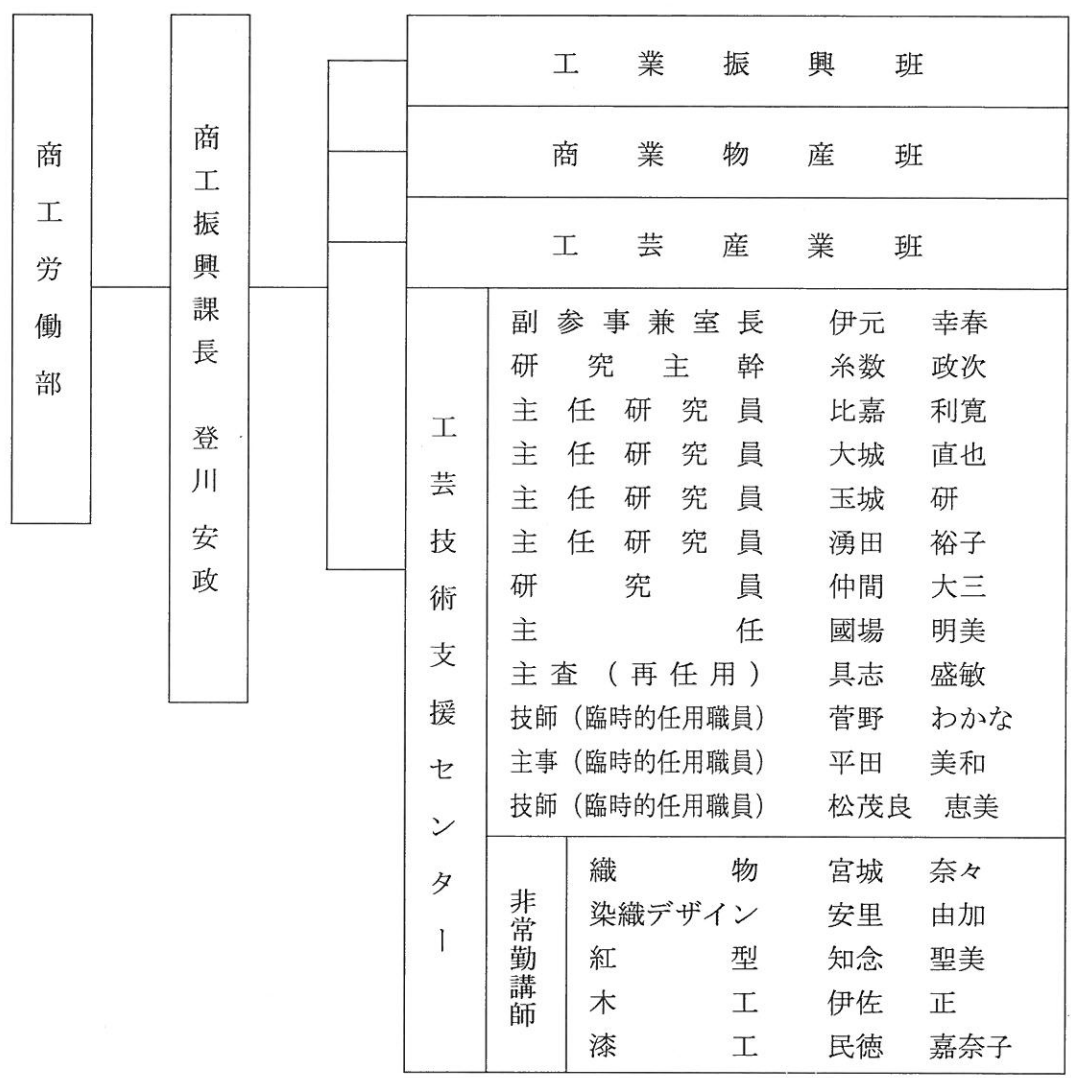 商工労働部
商工振興課長 登川安政
工業振興班
商業物産班
工芸産業班
工芸技術支援センター
副参事兼室長 伊元 幸春
研究主幹 糸数 政次
主任研究員 比嘉 利寛
主任研究員 大城 直也
主任研究員 玉城 研
主任研究員 湧田 裕子
研究員 仲間 大三
主任 國場 明美
主査(再任用) 具志 盛敏
技師(臨時的任用職員) 菅野 わかな
主事(臨時的任用職員) 平田 美和
技師(臨時的任用職員) 松茂良 恵美
非常勤講師
織物 宮城 奈々
染織デザイン 安里 由加
紅型 知念 聖美
木工 伊佐 正
漆工 民徳 嘉奈子